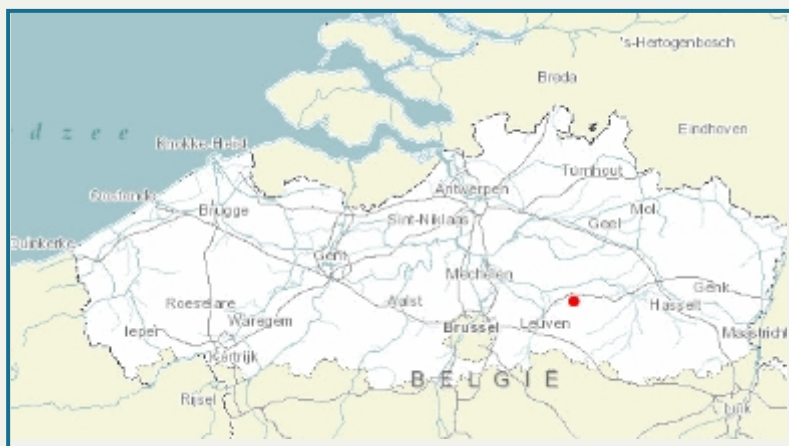 's-Hertogenbosch
Breda
Eindhoven
d z e e
Knokke-Heist
Turnhout
Antwerpen
Oostende
Brugge
Sint-Niklaas
Geel
Mol
Duinkerke
Gent
Mechelen
Genk
Roeselare
Aalst
Hasselt
Waregem
Brussel
Leuven
Ieper
Maastricht
Kortrijk
BELGIË
Rijsel
Luik